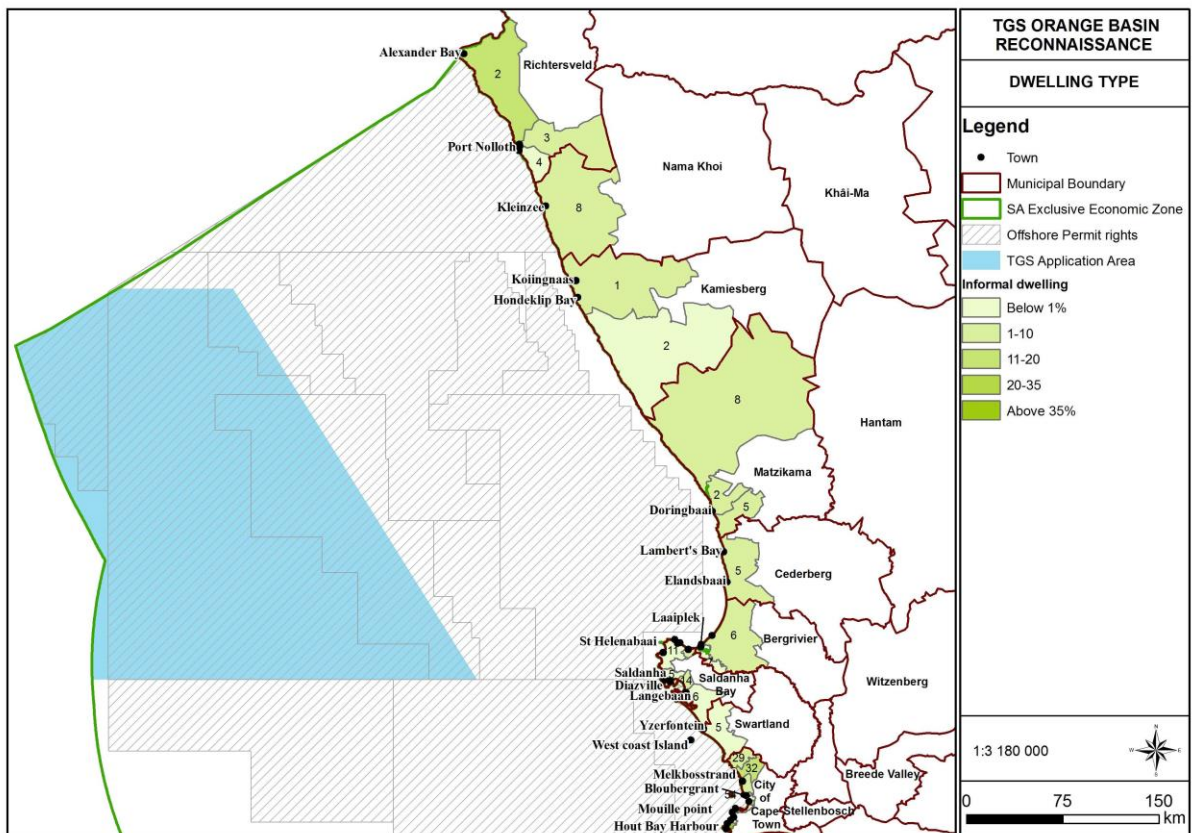 TGS ORANGE BASIN
RECONNAISSANCE
DWELLING TYPE
Legend
Town
Municipal Boundary
SA Exclusive Economic Zone
Offshore Permit rights
TGS Application Area
Informal dwelling
Below 1%
1-10
11-20
20-35
Above 35%
1:3 180 000
N
W
E
S
0
75
150
km
Alexander Bay
2
Richtersveld
Port Nolloth
3
4
Nama Khoi
Khâi-Ma
Kleinzee
8
Koiingnaas
1
Kamiesberg
Hondeklip Bay
2
8
Hantam
Matzikama
2
5
Doringbaai
Lambert's Bay
5
Cederberg
Elandsbaai
Laaiplek
6
Bergrivier
St Helenabaai
11
Witzenberg
Saldanha
5
14
Saldanha
Bay
Diazville
Langebaan
6
Swartland
Yzerfontein
5
West coast Island
29
32
Melkbosstrand
Breede Valley
Bloubergrant
City
of
Cape
Town
Stellenbosch
Mouille point
Hout Bay Harbour